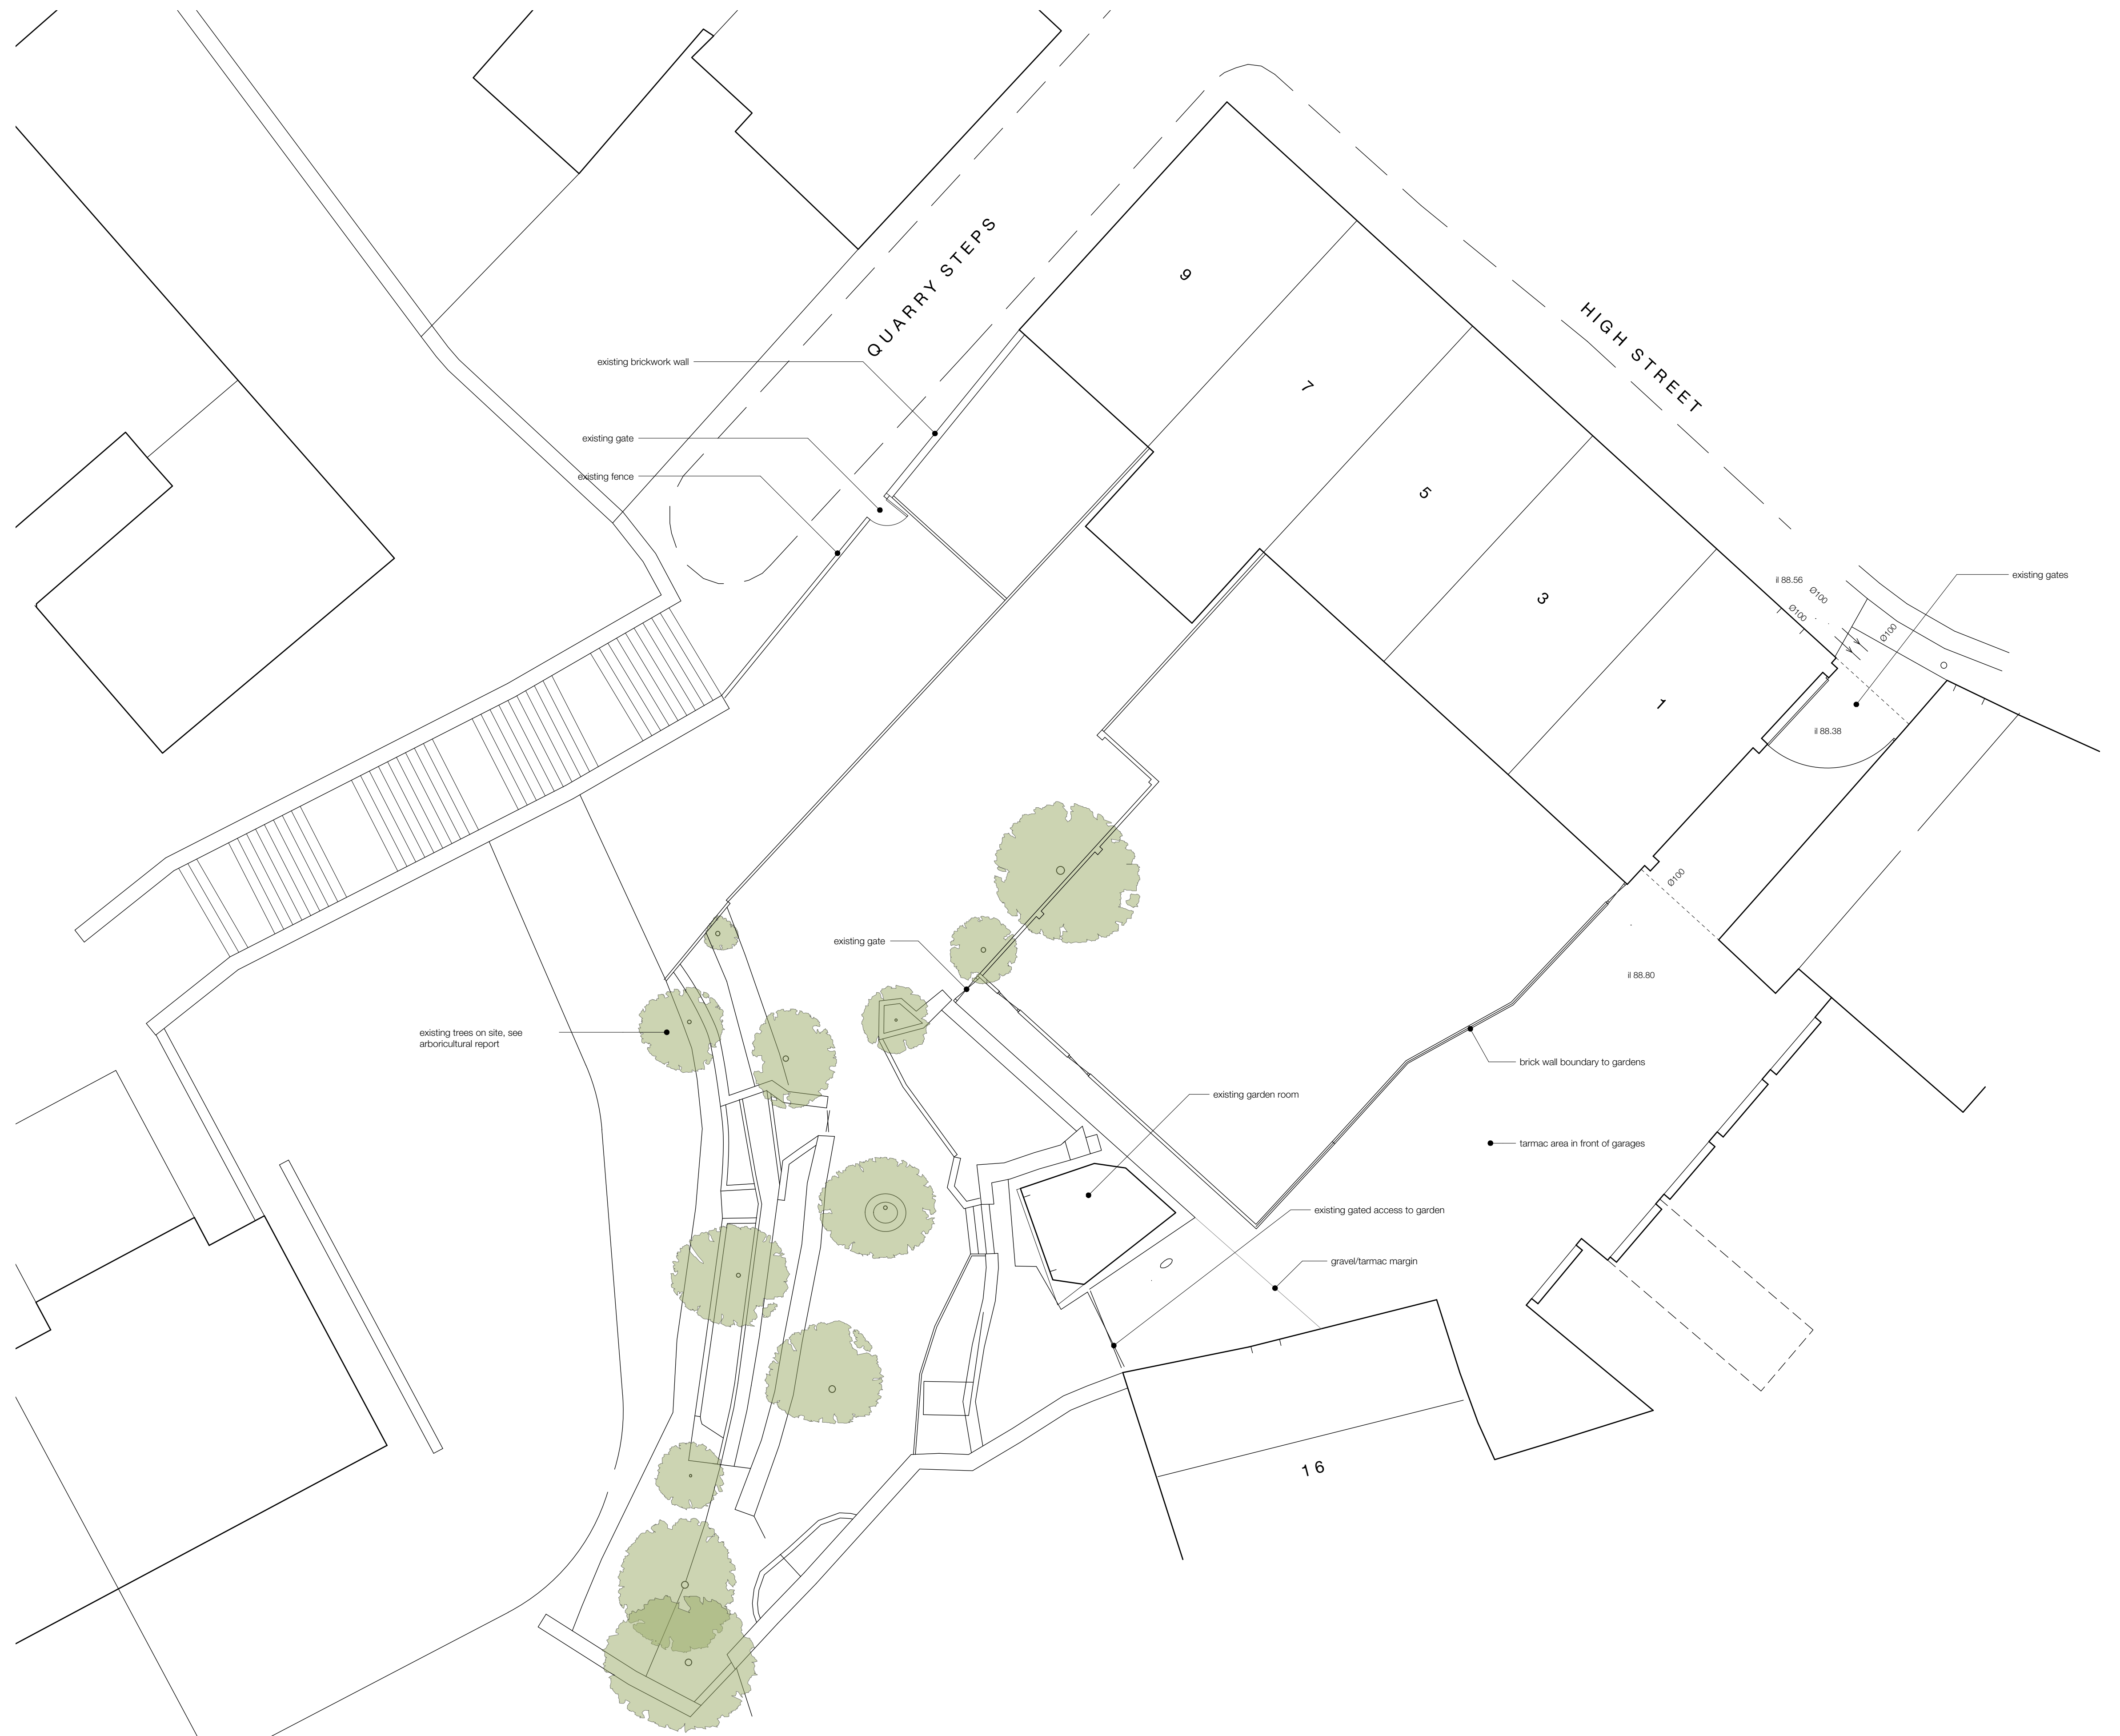 QUARRY STEPS
HIGH STREET
9
7
5
3
1
existing brickwork wall
existing gate
existing fence
il 88.56
Ø100
Ø100
Ø100
existing gates
il 88.38
Ø100
il 88.80
existing gate
existing trees on site, see
arboricultural report
brick wall boundary to gardens
existing garden room
tarmac area in front of garages
existing gated access to garden
gravel/tarmac margin
16